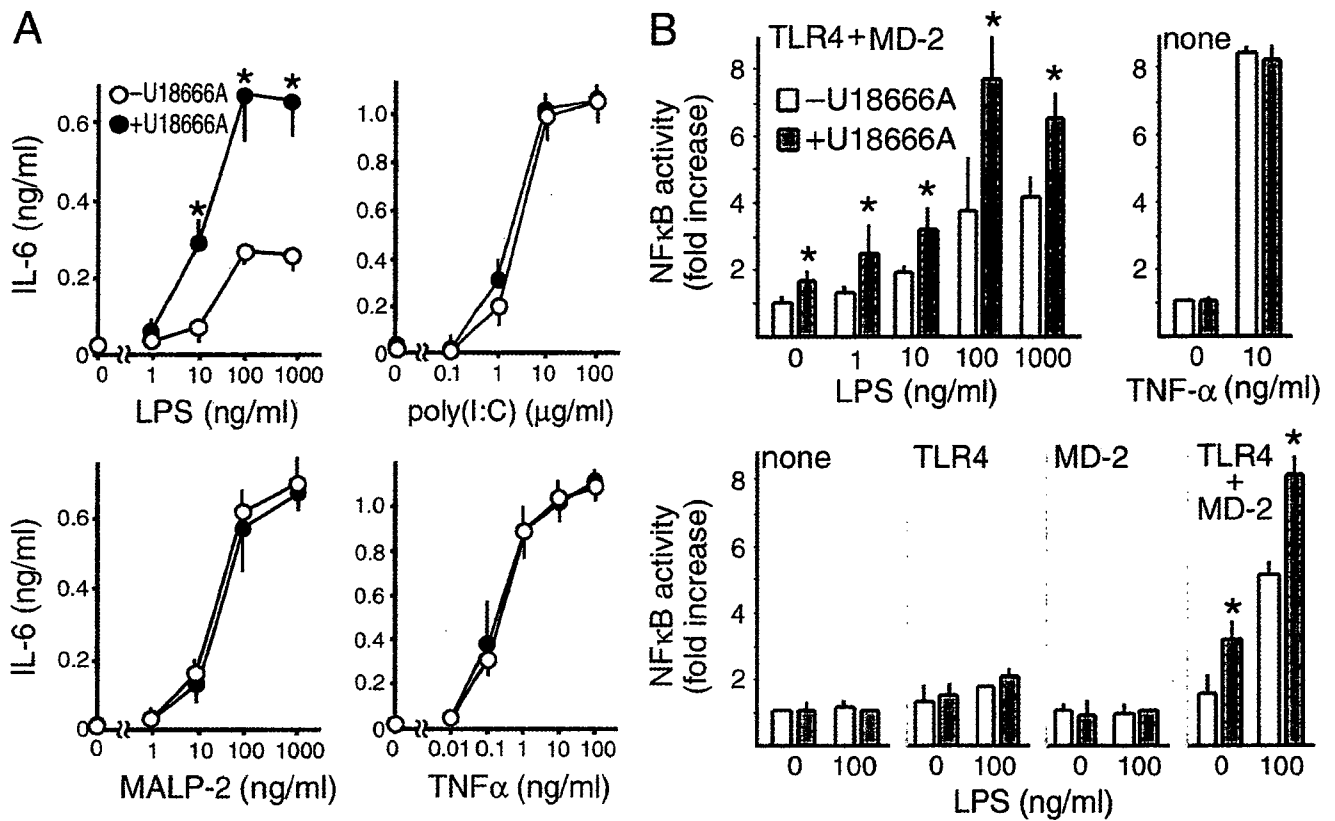 A
IL-6 (ng/ml)
○–U18666A
●+U18666A
* * *
0.6
0.4
0.2
0
0 1 10 100 1000
LPS (ng/ml)
1.0
0.8
0.6
0.4
0.2
0
0 0.1 1 10 100
poly(I:C) (μg/ml)
IL-6 (ng/ml)
0.6
0.4
0.2
0
0 1 10 100 1000
MALP-2 (ng/ml)
1.0
0.8
0.6
0.4
0.2
0
0 0.01 0.1 1 10 100
TNFα (ng/ml)
B
NFκB activity
(fold increase)
TLR4+MD-2
–U18666A
+U18666A
* * * * *
8
6
4
2
0 1 10 100 1000
LPS (ng/ml)
none
8
6
4
2
0 10
TNF-α (ng/ml)
NFκB activity
(fold increase)
8
6
4
2
none
0 100
TLR4
0 100
MD-2
0 100
TLR4
+
MD-2
* *
0 100
LPS (ng/ml)